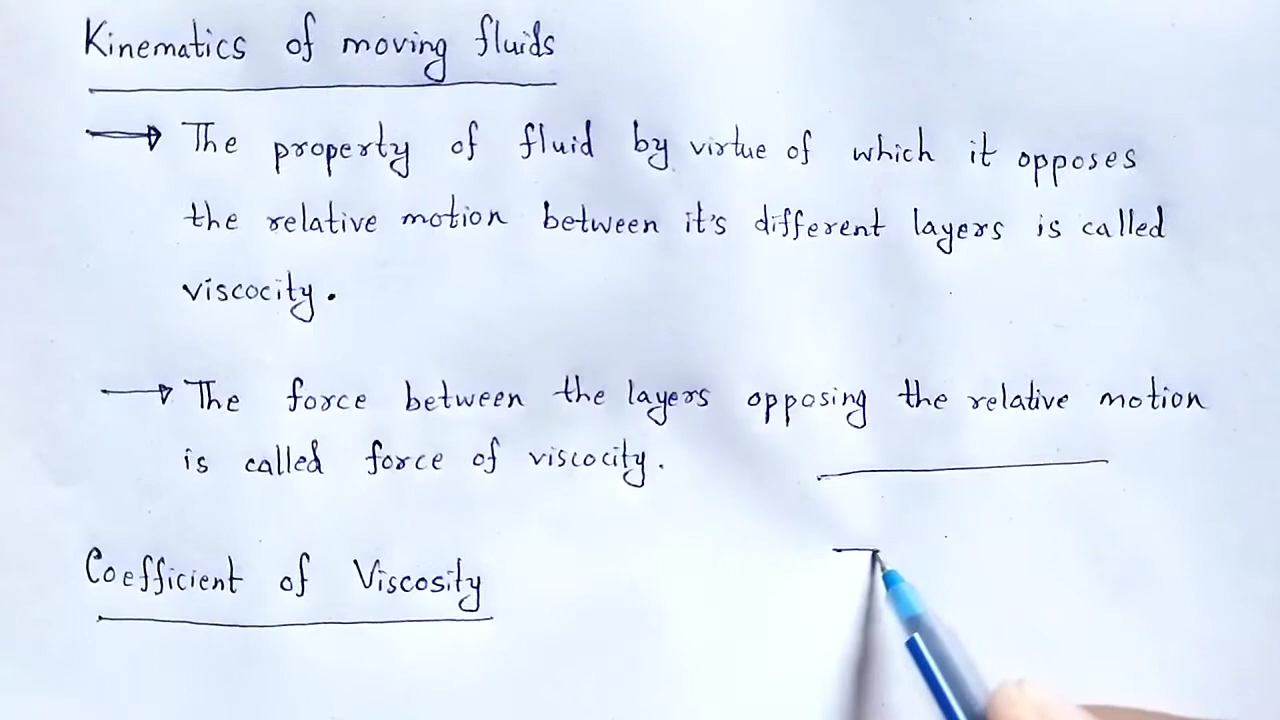 Kinematics of moving fluids
The property of fluid by virtue of which it opposes
the relative motion between it's different layers is called
viscocity.
The force between the layers opposing the relative motion
is called force of viscocity.
Coefficient of Viscosity